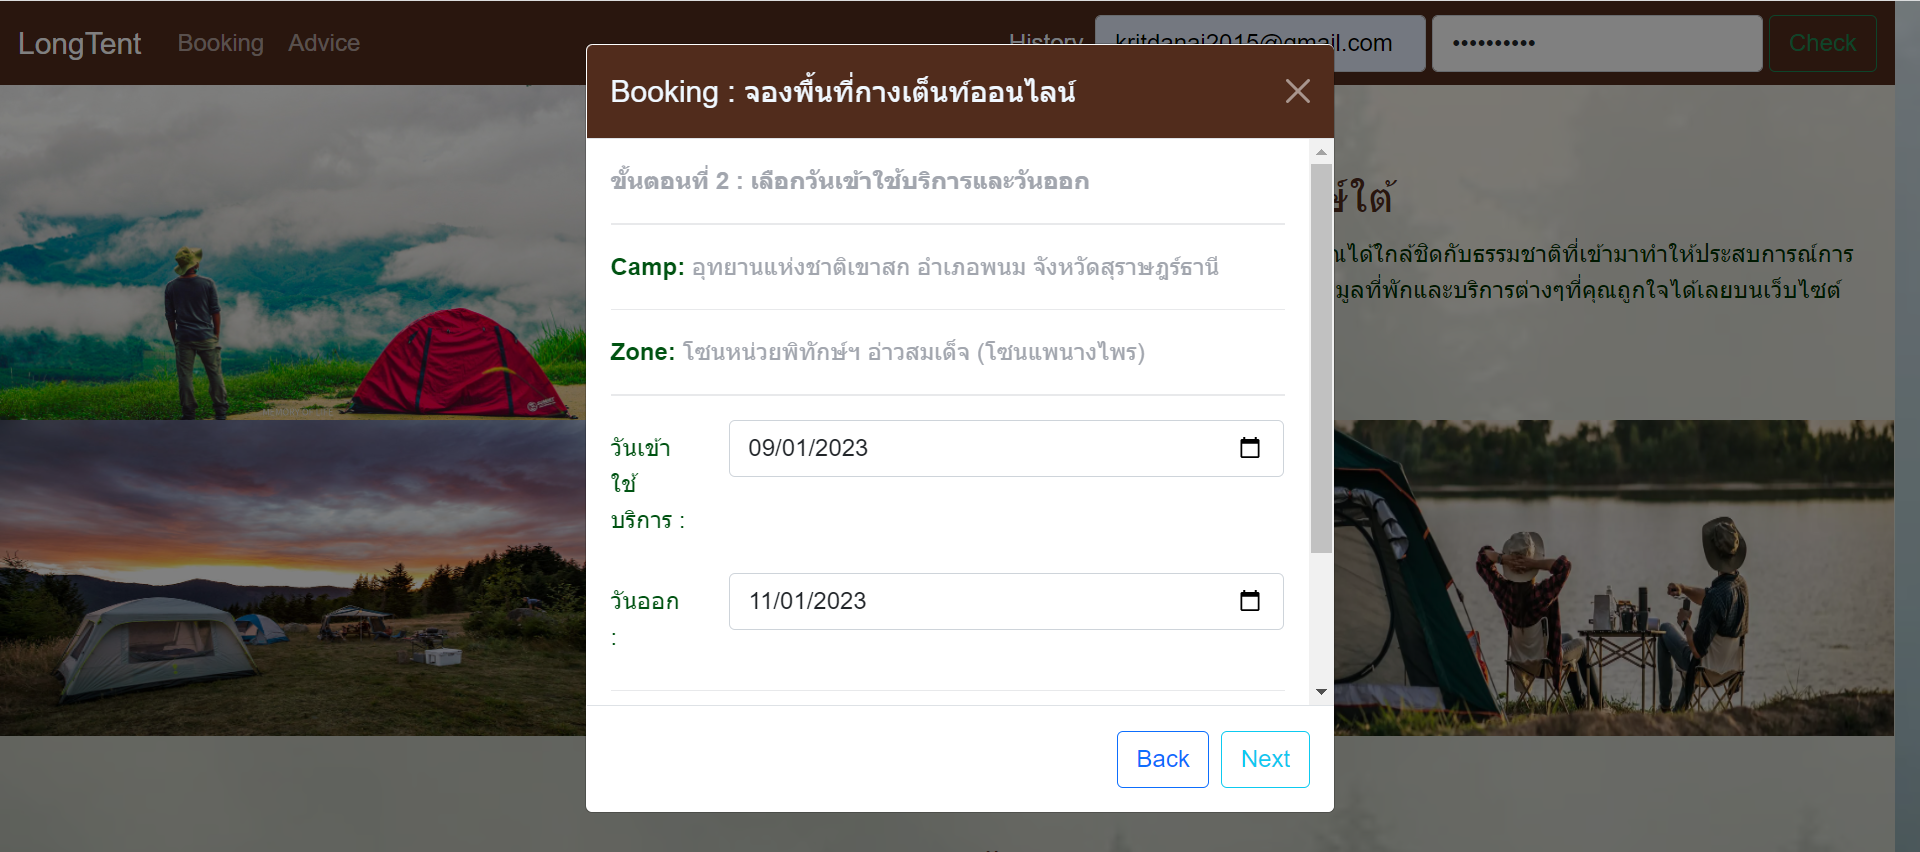 LongTent Booking Advice History kritdanai2015@gmail.com •••••••••• Check
Booking : จองพื้นที่กางเต็นท์ออนไลน์
ขั้นตอนที่ 2 : เลือกวันเข้าใช้บริการและวันออก
Camp: อุทยานแห่งชาติเขาสก อำเภอพนม จังหวัดสุราษฎร์ธานี
Zone: โซนหน่วยพิทักษ์ฯ อ่าวสมเด็จ (โซนแพนางไพร)
วันเข้า
ใช้
บริการ :
09/01/2023
วันออก
:
11/01/2023
Back Next
ใต้
ได้ใกล้ชิดกับธรรมชาติที่เข้ามาทำให้ประสบการณ์การ
ที่พักและบริการต่างๆที่คุณถูกใจได้เลยบนเว็บไซต์